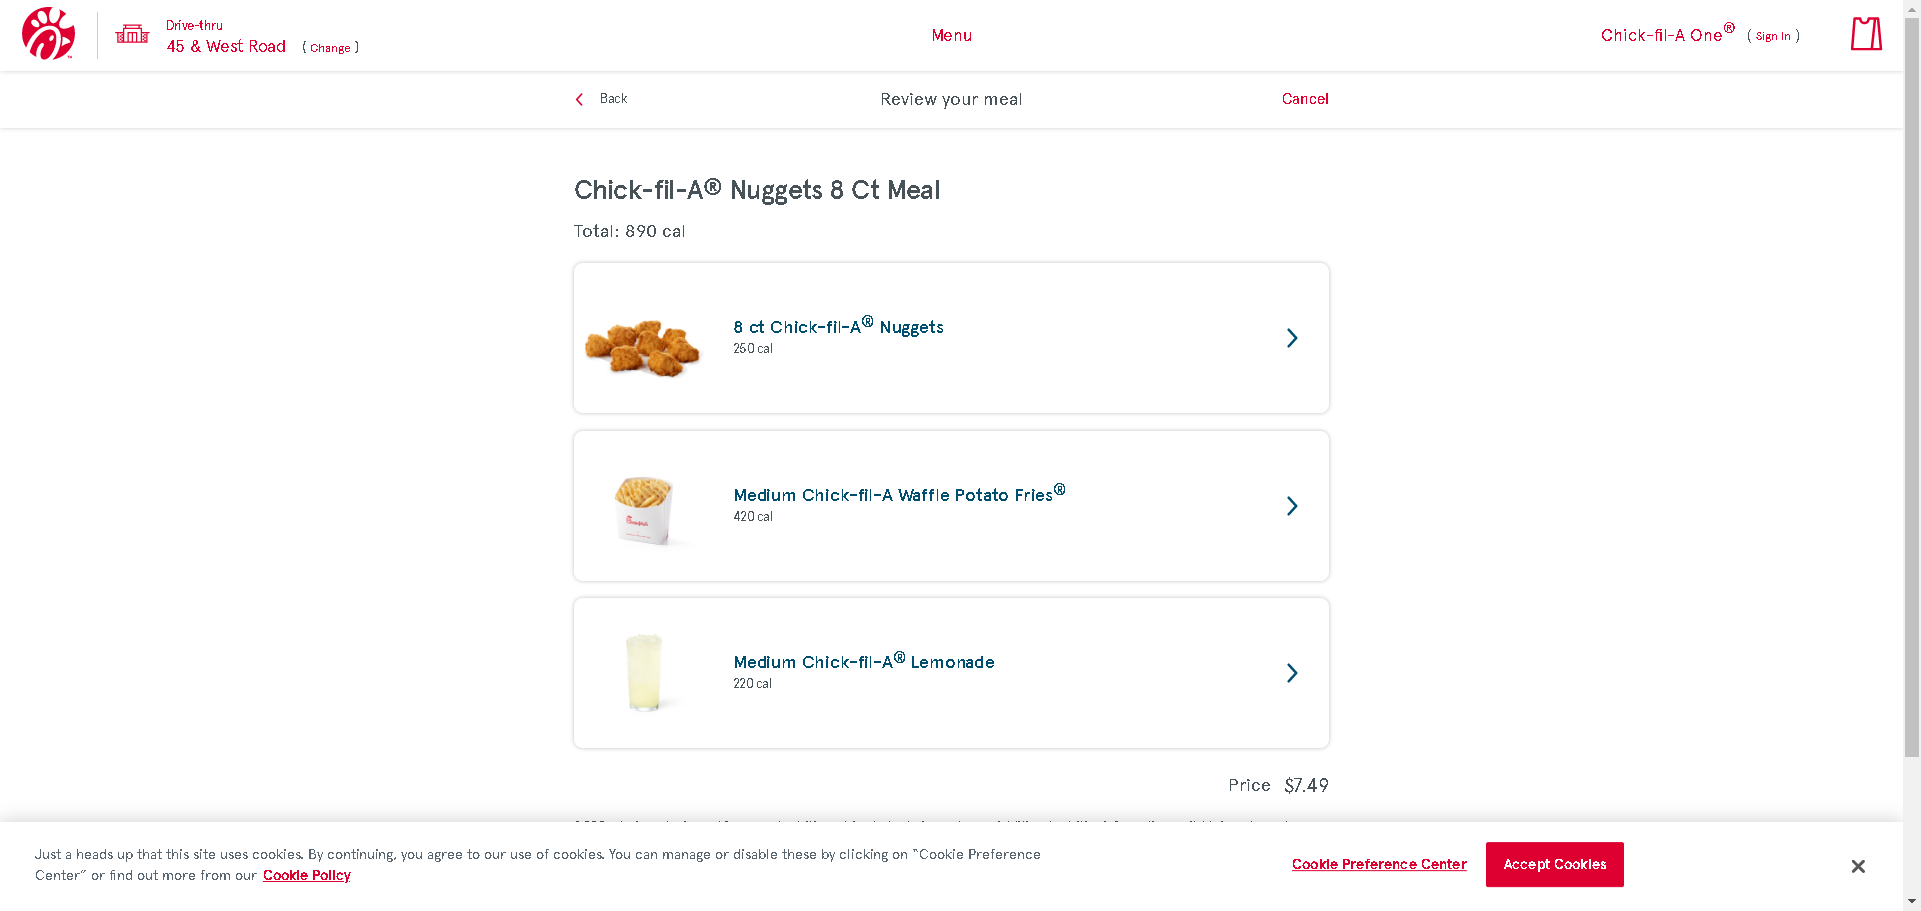 Drive-thru
45 & West Road ( Change )
Menu
Chick-fil-A One® ( Sign In )
Back
Review your meal
Cancel
Chick-fil-A® Nuggets 8 Ct Meal
Total: 890 cal
8 ct Chick-fil-A® Nuggets
250 cal
Medium Chick-fil-A Waffle Potato Fries®
420 cal
Medium Chick-fil-A® Lemonade
220 cal
Price $7.49
Just a heads up that this site uses cookies. By continuing, you agree to our use of cookies. You can manage or disable these by clicking on “Cookie Preference
Center” or find out more from our Cookie Policy
Cookie Preference Center
Accept Cookies